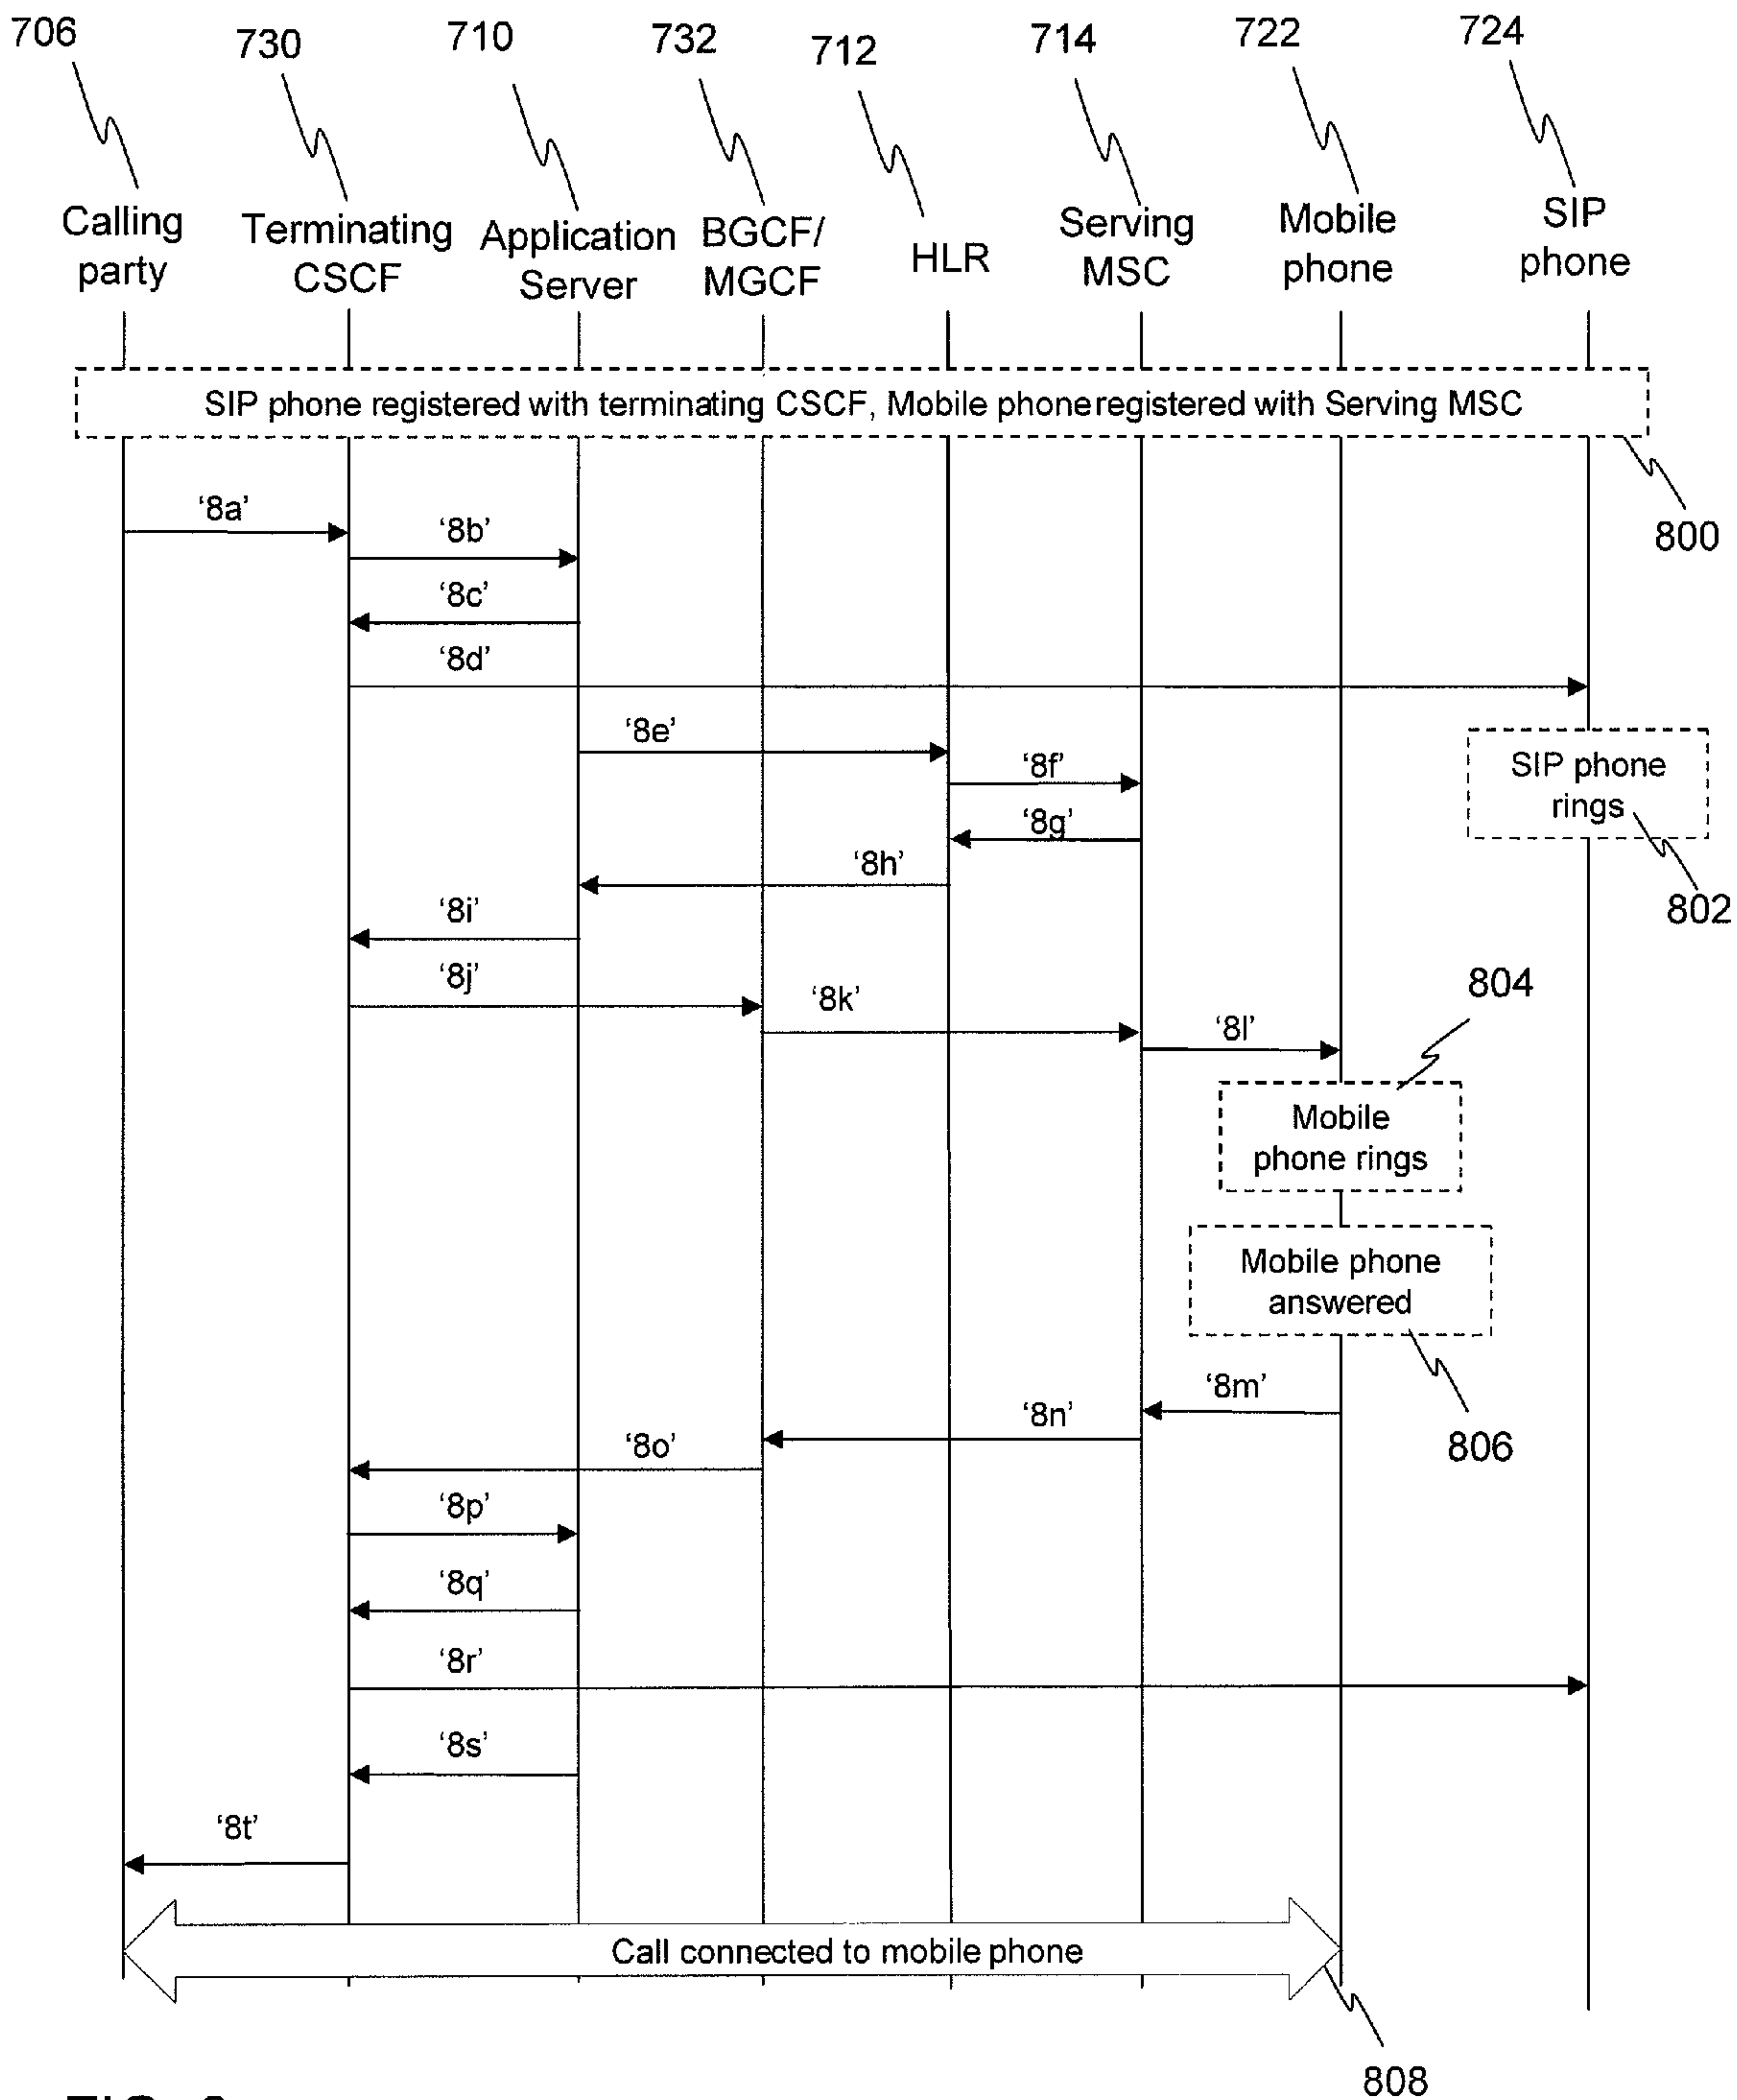 706
730
710
732
712
714
722
724
Calling
party
Terminating
CSCF
Application
Server
BGCF/
MGCF
HLR
Serving
MSC
Mobile
phone
SIP
phone
SIP phone registered with terminating CSCF, Mobile phone registered with Serving MSC
800
‘8a’
‘8b’
‘8c’
‘8d’
‘8e’
‘8f’
SIP phone
rings
802
‘8g’
‘8h’
‘8i’
‘8j’
‘8k’
‘8l’
804
Mobile
phone rings
Mobile phone
answered
806
‘8m’
‘8n’
‘8o’
‘8p’
‘8q’
‘8r’
‘8s’
‘8t’
Call connected to mobile phone
808